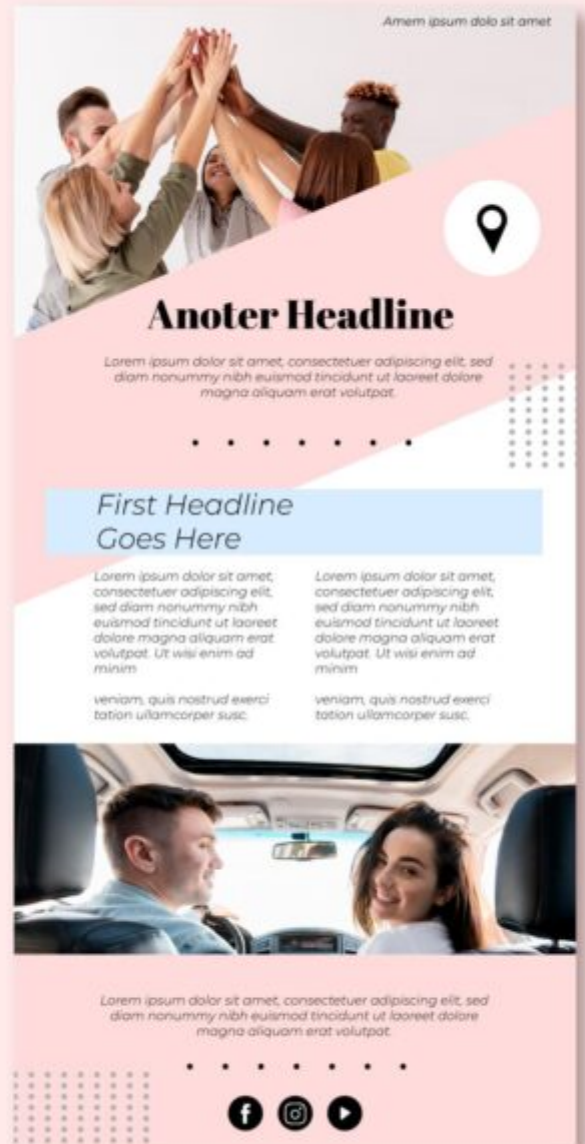 Amem ipsum dolo sit amet
Anoter Headline
Lorem ipsum dolor sit amet, consectetuer adipiscing elit, sed
diam nonummy nibh euismod tincidunt ut laoreet dolore
magna aliquam erat volutpat.
First Headline
Goes Here
Lorem ipsum dolor sit amet,
consectetuer adipiscing elit,
sed diam nonummy nibh
euismod tincidunt ut laoreet
dolore magna aliquam erat
volutpat. Ut wisi enim ad
minim
veniam, quis nostrud exerci
tation ullamcorper susc.
Lorem ipsum dolor sit amet,
consectetuer adipiscing elit,
sed diam nonummy nibh
euismod tincidunt ut laoreet
dolore magna aliquam erat
volutpat. Ut wisi enim ad
minim
veniam, quis nostrud exerci
tation ullamcorper susc.
Lorem ipsum dolor sit amet, consectetuer adipiscing elit, sed
diam nonummy nibh euismod tincidunt ut laoreet dolore
magna aliquam erat volutpat.